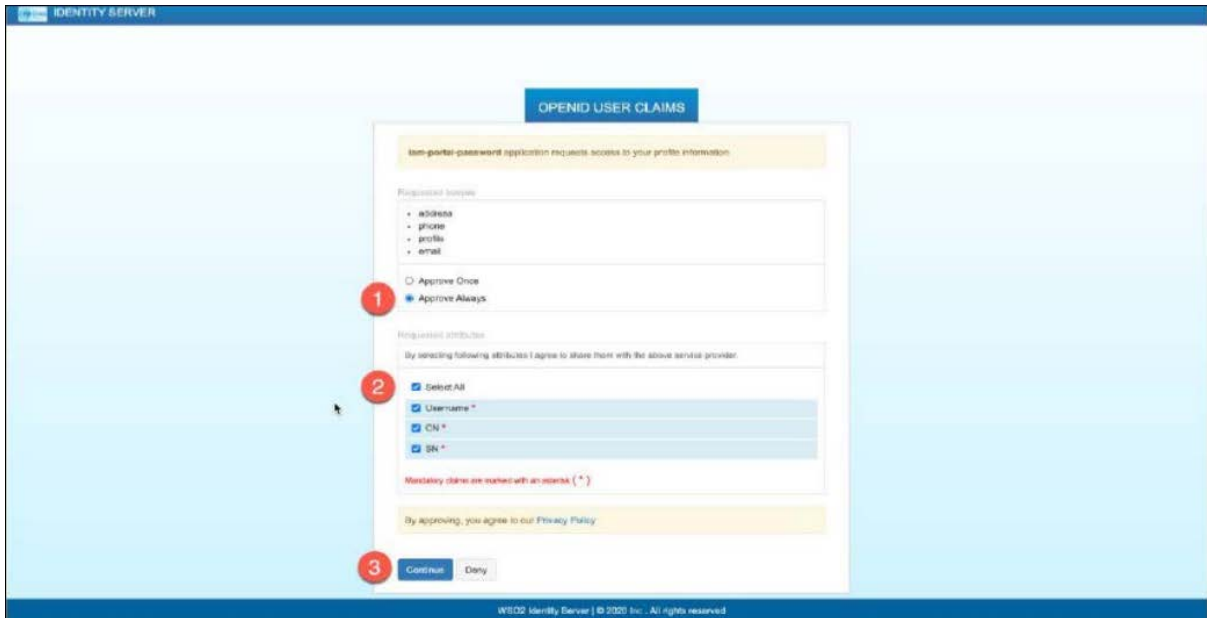 IDENTITY SERVER
OPENID USER CLAIMS
iam-portal-password application requests access to your profile information
Requested scopes
• address
• phone
• profile
• email
Approve Once
1 Approve Always
Requested attributes
By selecting following attributes I agree to share them with the above service provider.
2 Select All
Username *
CN *
SN *
Mandatory claims are marked with an asterisk ( * )
By approving, you agree to our Privacy Policy
3 Continue Deny
WSO2 Identity Server | © 2020 Inc . All rights reserved